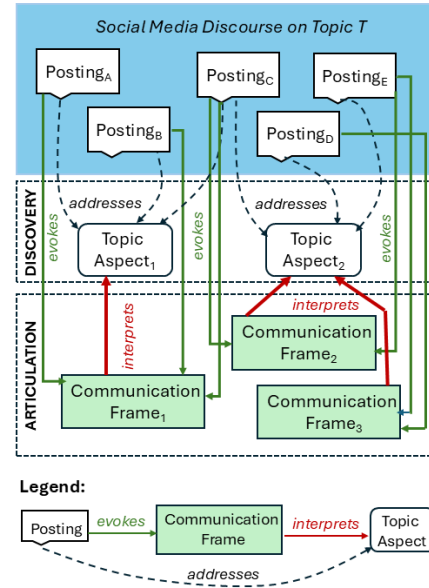 Social Media Discourse on Topic T
Posting_A
Posting_C
Posting_E
Posting_B
Posting_D
DISCOVERY
evokes
addresses
evokes
addresses
evokes
Topic
Aspect_1
Topic
Aspect_2
ARTICULATION
interprets
interprets
Communication
Frame_2
Communication
Frame_1
Communication
Frame_3
Legend:
Posting
evokes
Communication
Frame
interprets
Topic
Aspect
addresses